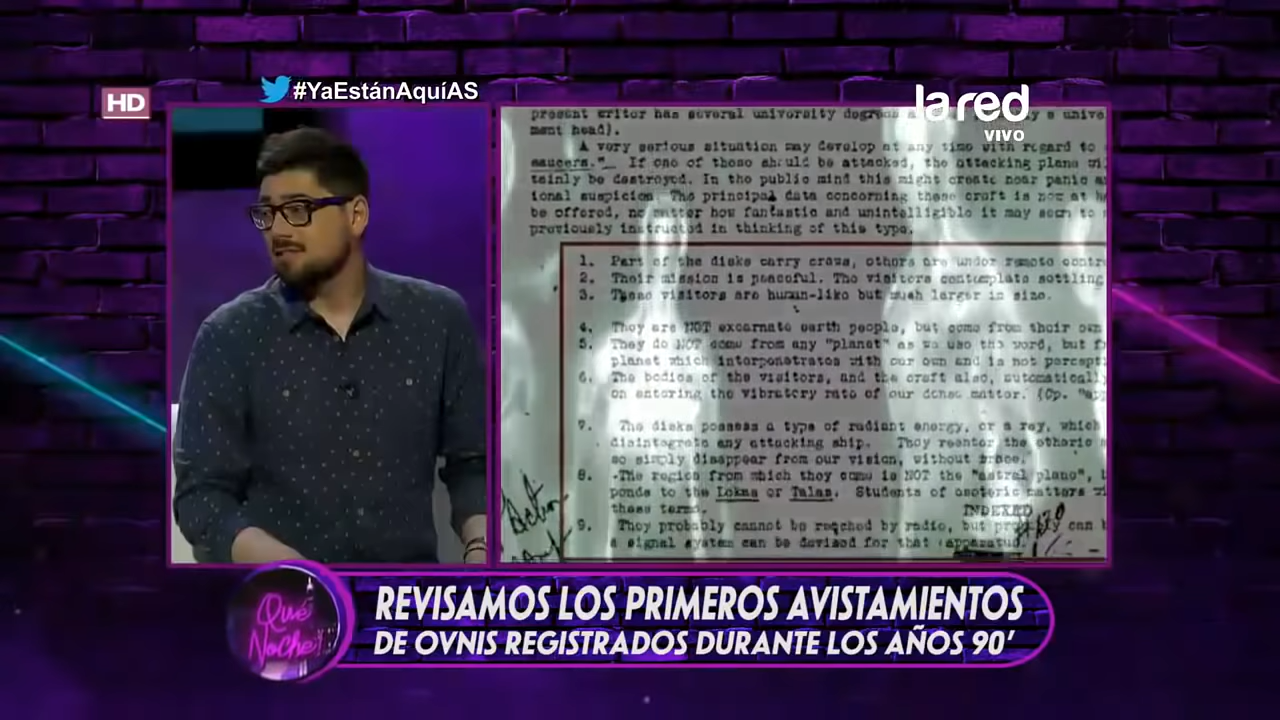 HD
#YaEstánAquíAS
la red
VIVO
present writer has several university degrees a
ment head).
A very serious situation may develop at any time with regard to
saucers." If one of these should be attacked, the attacking plane
tainly be destroyed. In the public mind this might create near panic
ional suspicion. The principal data concerning these craft is now at
be offered, no matter how fantastic and unintelligible it may seem to
previously instructed in thinking of this type.
1. Part of the disks carry crews, others are under remote contro
2. Their mission is peaceful. The visitors contemplate settling
3. These visitors are human-like but much larger in size.
4. They are NOT excarnate earth people, but come from their own
5. They do NOT come from any "planet" as we use the word, but
planet which interpenetrates with our own and is not percept
6. The bodies of the visitors, and the craft also, automatically
on entering the vibratory rate of our dense matter. (Cp.
7. The disks possess a type of radiant energy, or a ray, which
disintegrate any attacking ship. They reenter the etheric
so simply disappear from our vision, without trace.
8. The region from which they come is NOT the "astral plane",
ponds to the Lokas or Talas. Students of esoteric matters
these terms.
INDEXED
9. They probably cannot be reached by radio, but probably can
a signal system can be devised for that apparatus.
Action
Qué
Noche!
REVISAMOS LOS PRIMEROS AVISTAMIENTOS
DE OVNIS REGISTRADOS DURANTE LOS AÑOS 90'